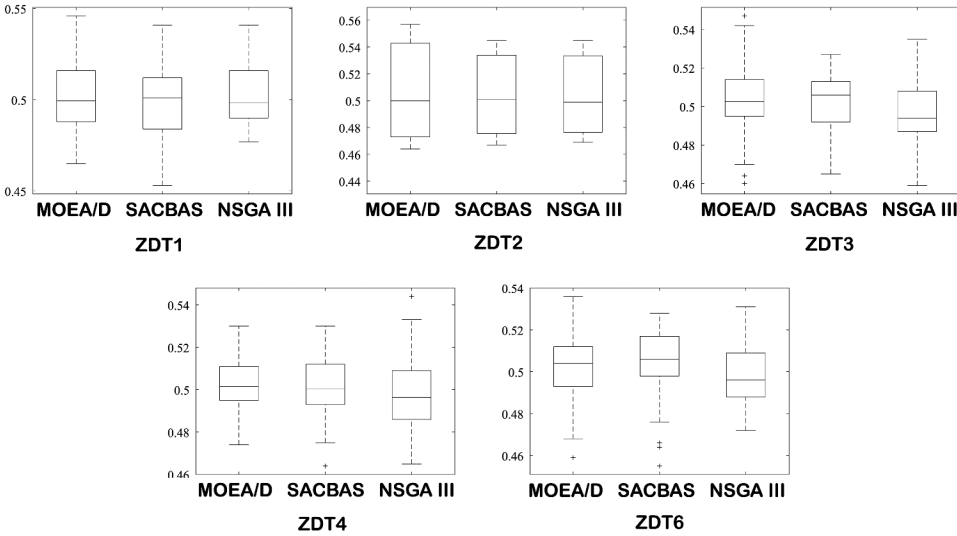 0.55
0.5
0.45
MOEA/D SACBAS NSGA III
ZDT1
0.56
0.54
0.52
0.5
0.48
0.46
0.44
MOEA/D SACBAS NSGA III
ZDT2
0.54
0.52
0.5
0.48
0.46
MOEA/D SACBAS NSGA III
ZDT3
0.54
0.52
0.5
0.48
0.46
MOEA/D SACBAS NSGA III
ZDT4
0.54
0.52
0.5
0.48
0.46
MOEA/D SACBAS NSGA III
ZDT6